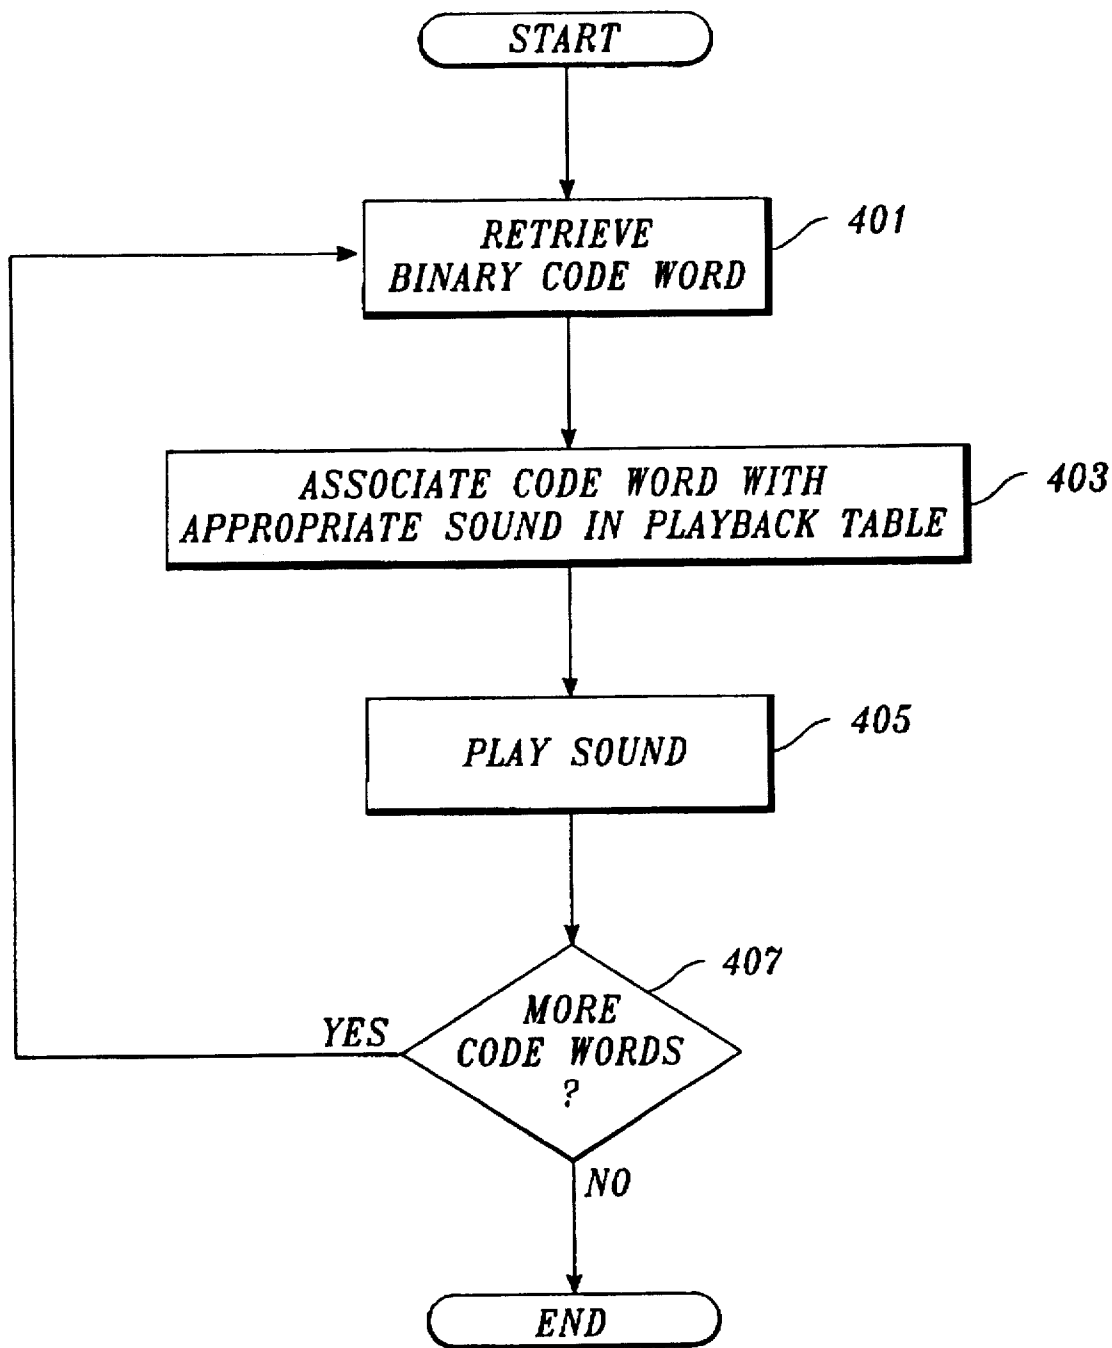 START
RETRIEVE
BINARY CODE WORD
401
ASSOCIATE CODE WORD WITH
APPROPRIATE SOUND IN PLAYBACK TABLE
403
PLAY SOUND
405
407
MORE
CODE WORDS
?
YES
NO
END